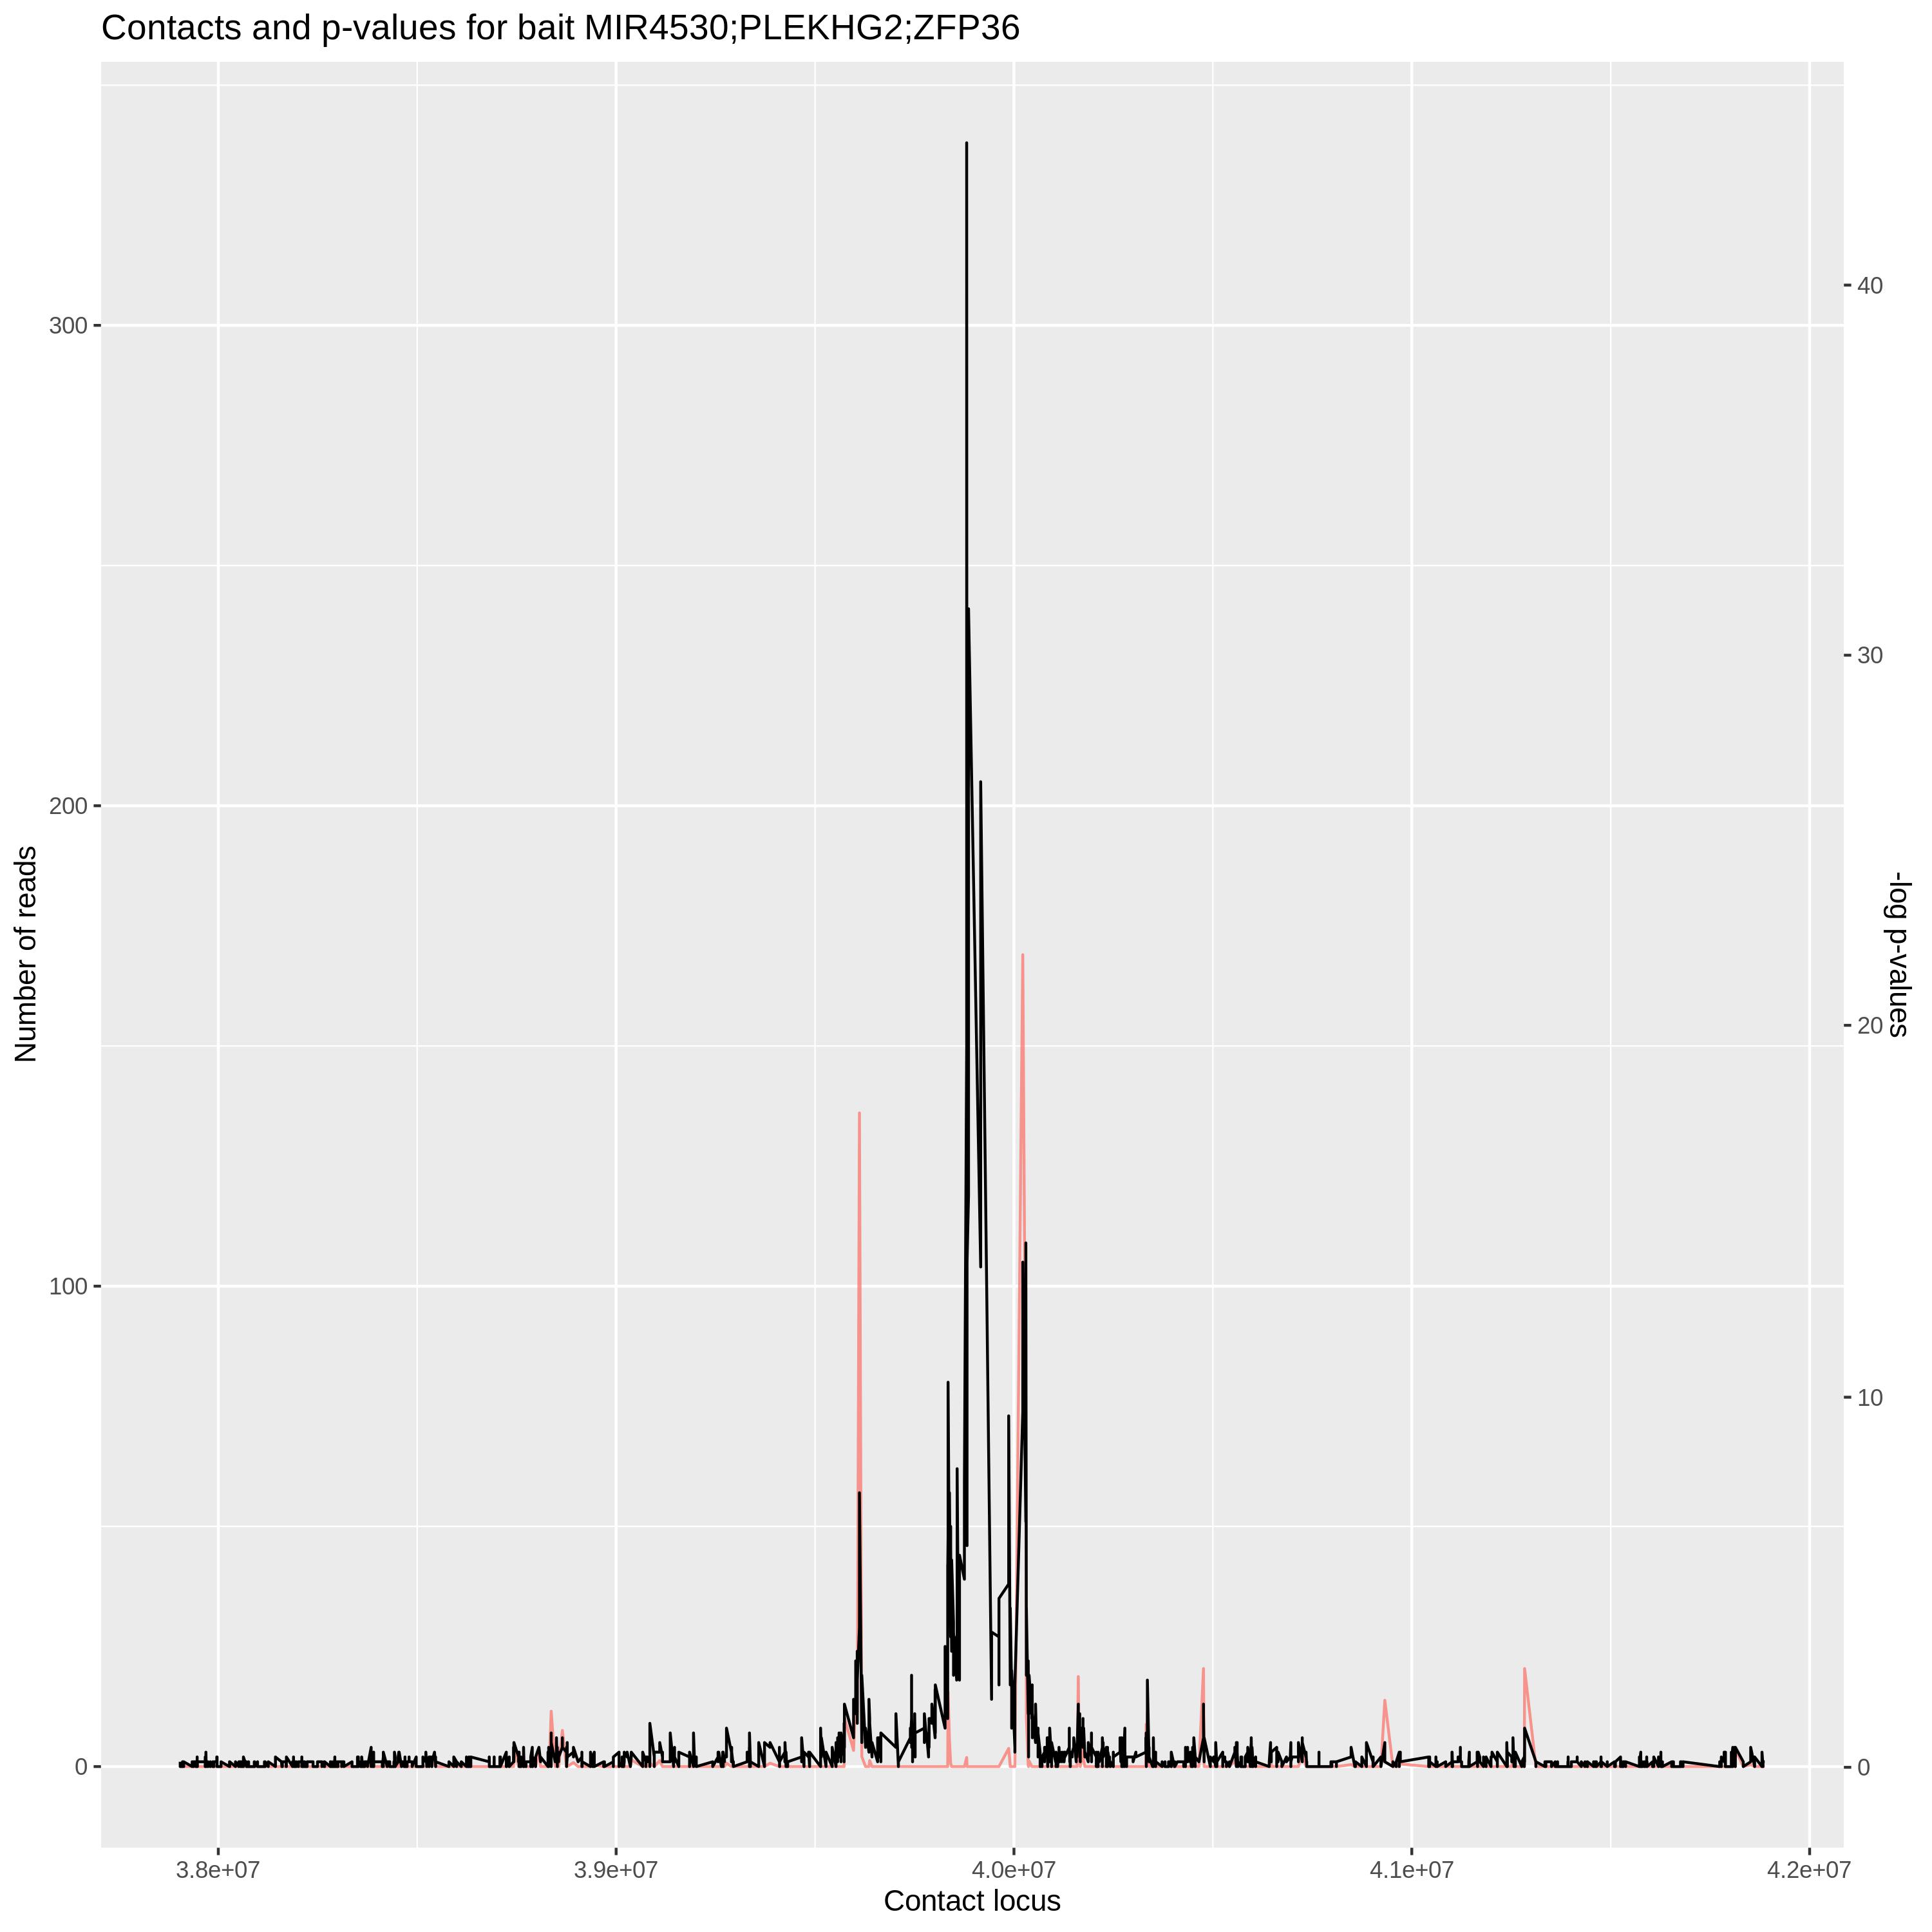 Contacts and p-values for bait MIR4530;PLEKHG2;ZFP36
300
200
100
0
Number of reads
40
30
20
10
0
-log p-values
3.8e+07 3.9e+07 4.0e+07 4.1e+07 4.2e+07
Contact locus